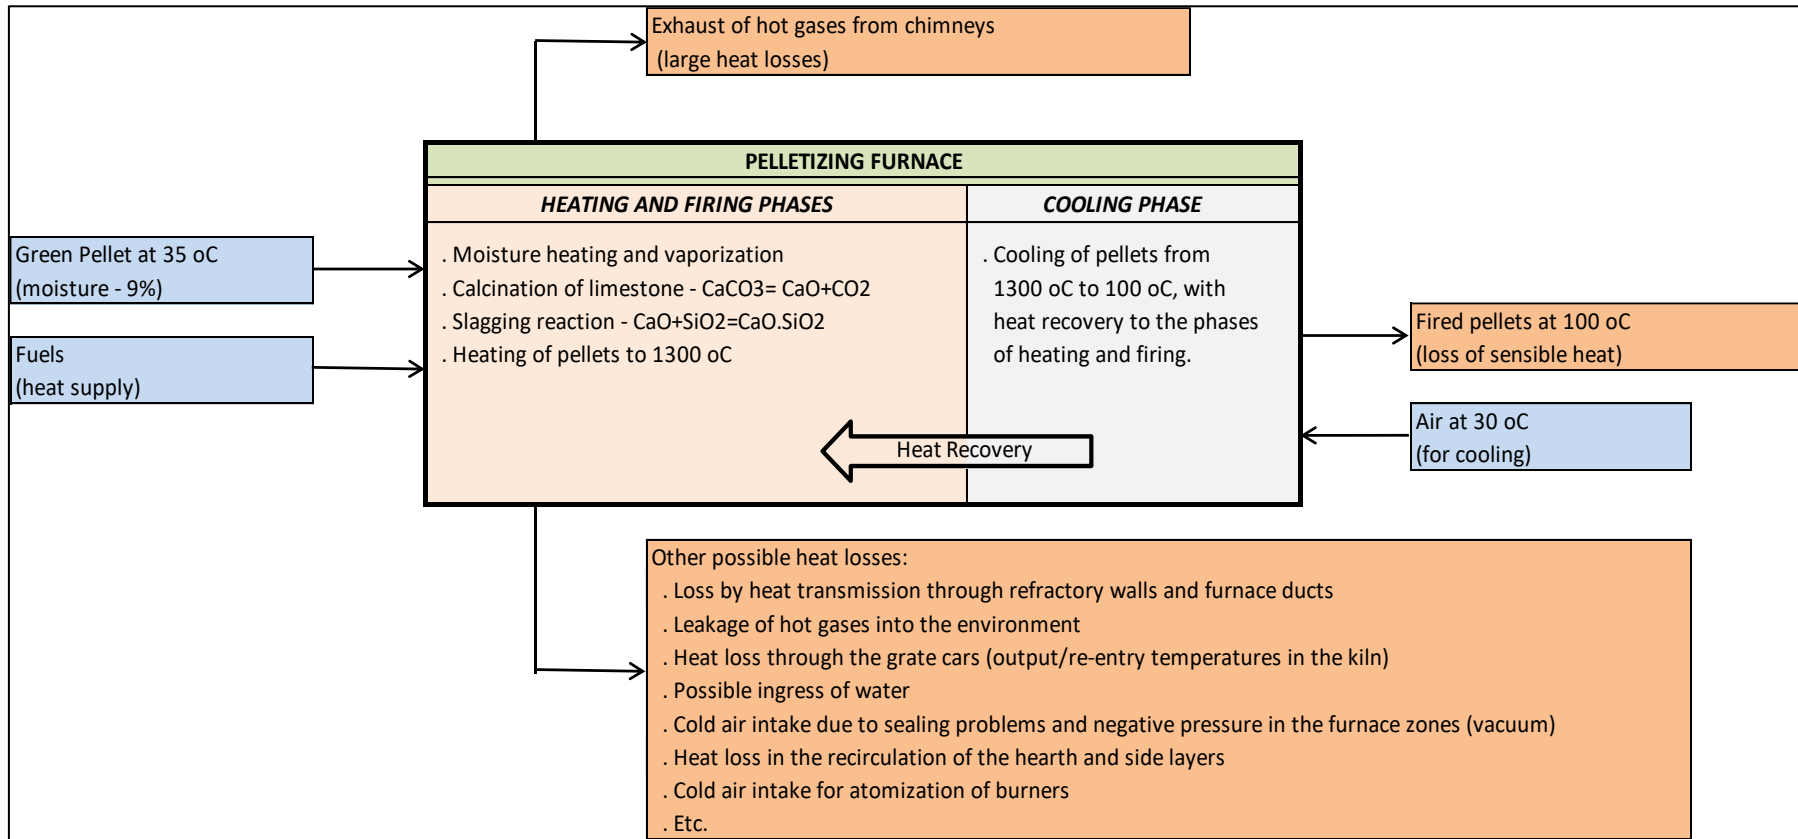 Exhaust of hot gases from chimneys
(large heat losses)
PELLETIZING FURNACE
HEATING AND FIRING PHASES
COOLING PHASE
Green Pellet at 35 oC
(moisture - 9%)
Fuels
(heat supply)
. Moisture heating and vaporization
. Calcination of limestone - CaCO3= CaO+CO2
. Slagging reaction - CaO+SiO2=CaO.SiO2
. Heating of pellets to 1300 oC
. Cooling of pellets from
1300 oC to 100 oC, with
heat recovery to the phases
of heating and firing.
Heat Recovery
Fired pellets at 100 oC
(loss of sensible heat)
Air at 30 oC
(for cooling)
Other possible heat losses:
. Loss by heat transmission through refractory walls and furnace ducts
. Leakage of hot gases into the environment
. Heat loss through the grate cars (output/re-entry temperatures in the kiln)
. Possible ingress of water
. Cold air intake due to sealing problems and negative pressure in the furnace zones (vacuum)
. Heat loss in the recirculation of the hearth and side layers
. Cold air intake for atomization of burners
. Etc.